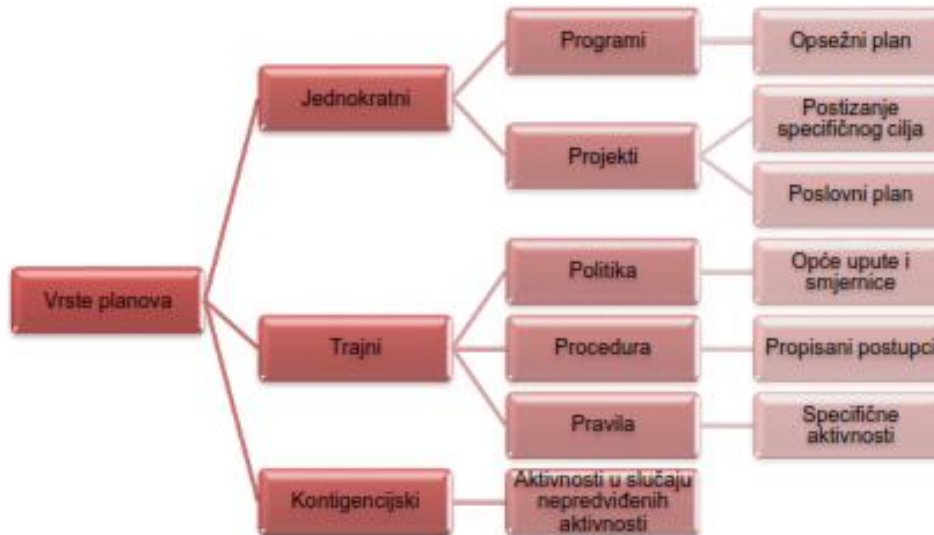 Programi
Opsežni plan
Jednokratni
Postizanje
specifičnog cilja
Projekti
Poslovni plan
Politika
Opće upute i
smjernice
Vrste planova
Trajni
Procedura
Propisani postupci
Pravila
Specifične
aktivnosti
Kontigencijski
Aktivnosti u slučaju
nepredviđenih
aktivnosti